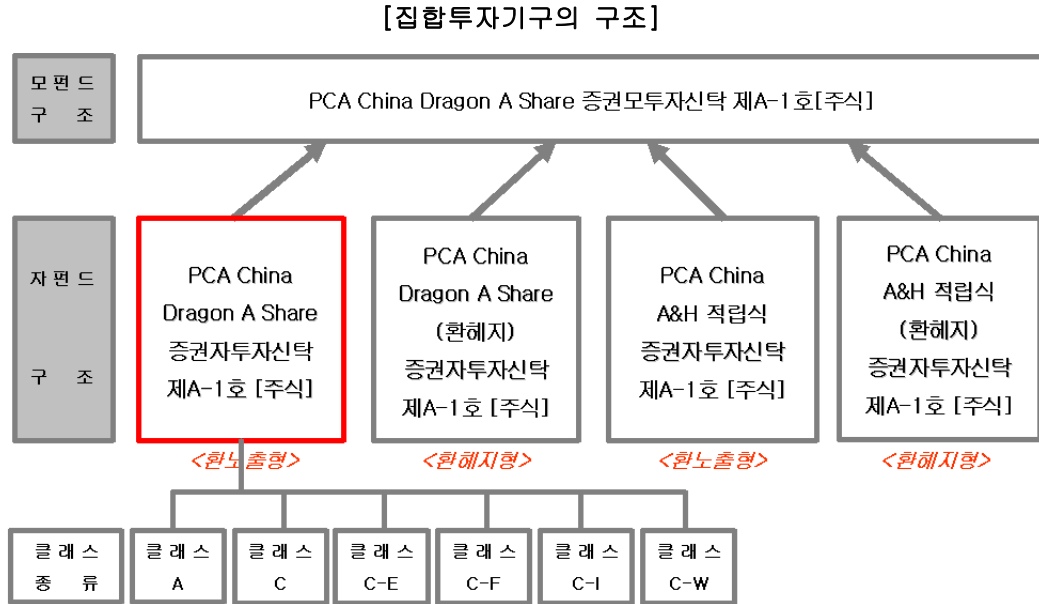 [집합투자기구의 구조]
모 펀 드
구 조
PCA China Dragon A Share 증권모투자신탁 제A-1호[주식]
자 펀 드
구 조
PCA China
Dragon A Share
증권자투자신탁
제A-1호 [주식]
PCA China
Dragon A Share
(환헤지)
증권자투자신탁
제A-1호 [주식]
PCA China
A&H 적립식
증권자투자신탁
제A-1호 [주식]
PCA China
A&H 적립식
(환헤지)
증권자투자신탁
제A-1호 [주식]
<환노출형>
<환헤지형>
<환노출형>
<환헤지형>
클 래 스
종 류
클 래 스
A
클 래 스
C
클 래 스
C-E
클 래 스
C-F
클 래 스
C-I
클 래 스
C-W